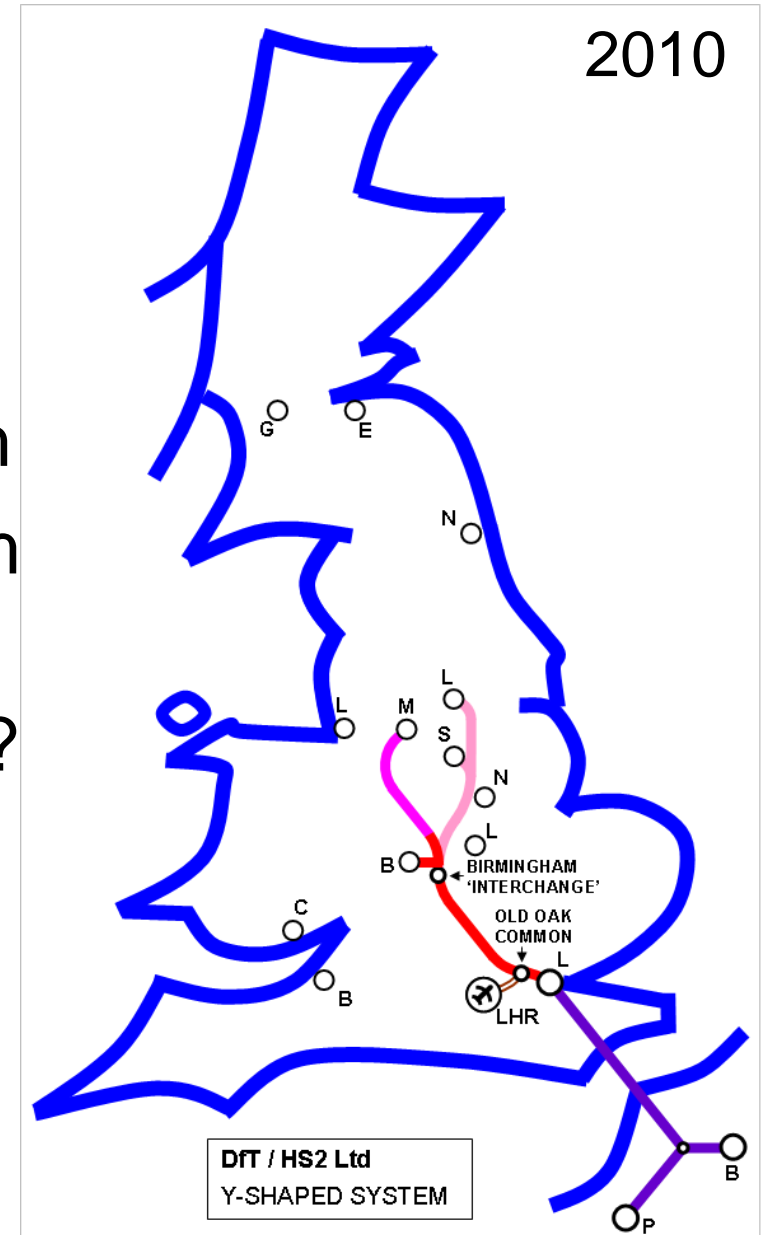 2010
n
n
?
G
E
N
L
M
L
S
N
L
B
BIRMINGHAM
‘INTERCHANGE’
OLD OAK
COMMON
C
L
B
LHR
B
P
DfT / HS2 Ltd
Y-SHAPED SYSTEM